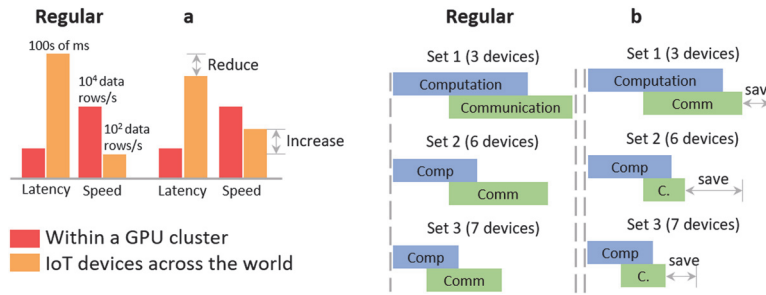 Regular
a
100s of ms
10⁴ data
rows/s
10² data
rows/s
Reduce
Increase
Latency
Speed
Latency
Speed
Within a GPU cluster
IoT devices across the world
Regular
b
Set 1 (3 devices)
Computation
Communication
Set 2 (6 devices)
Comp
Comm
Set 3 (7 devices)
Comp
Comm
Set 1 (3 devices)
Computation
sav
Comm
Set 2 (6 devices)
Comp
save
C.
Set 3 (7 devices)
Comp
save
C.